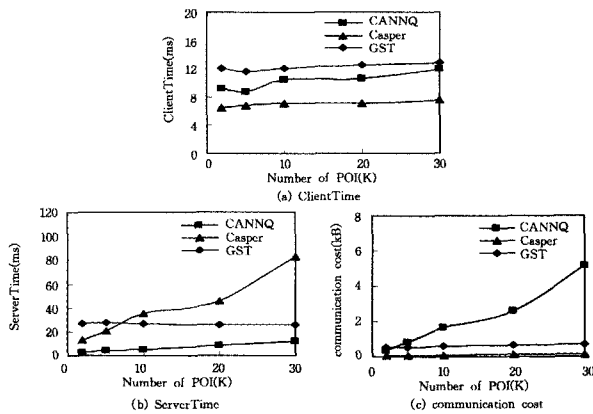 CANNQ
Casper
GST
20
16
12
8
4
0
ClientTime(ms)
0 10 20 30
Number of POI(K)
(a) ClientTime
CANNQ
Casper
GST
120
100
80
60
40
20
0
ServerTime(ms)
0 10 20 30
Number of POI(K)
(b) ServerTime
CANNQ
Casper
GST
8
6
4
2
0
communication cost(kB)
0 10 20 30
Number of POI(K)
(c) communication cost